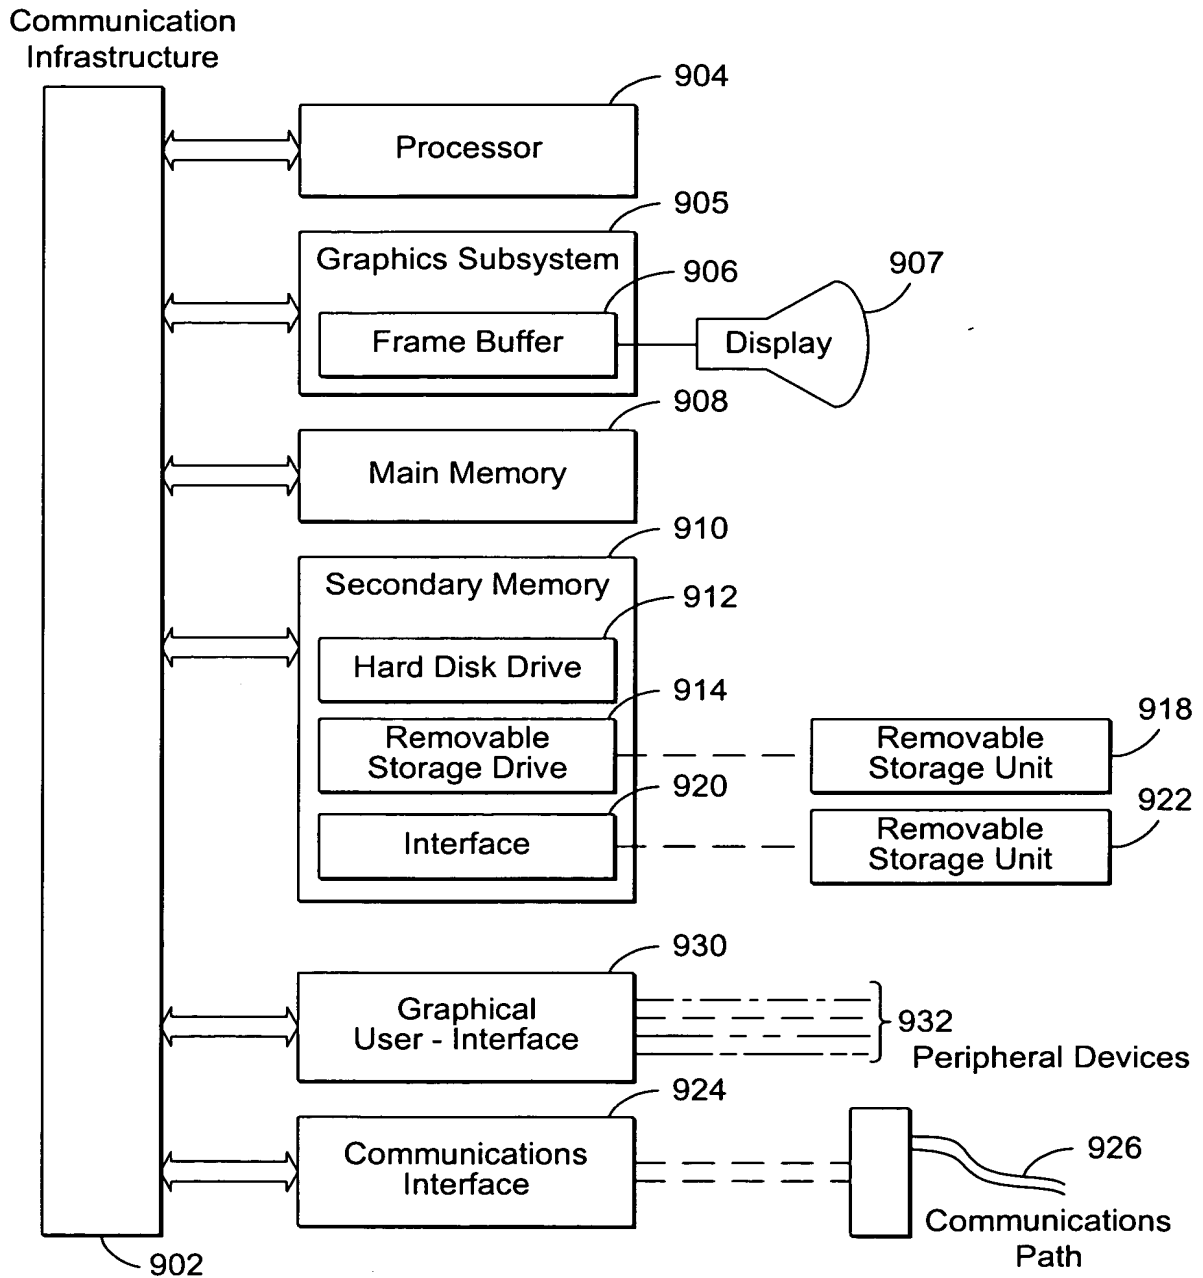 Communication
Infrastructure
904
Processor
905
Graphics Subsystem
906
907
Frame Buffer
Display
908
Main Memory
910
Secondary Memory
912
Hard Disk Drive
914
Removable
Storage Drive
918
Removable
Storage Unit
920
Interface
922
Removable
Storage Unit
930
Graphical
User - Interface
932
Peripheral Devices
924
Communications
Interface
926
Communications
Path
902